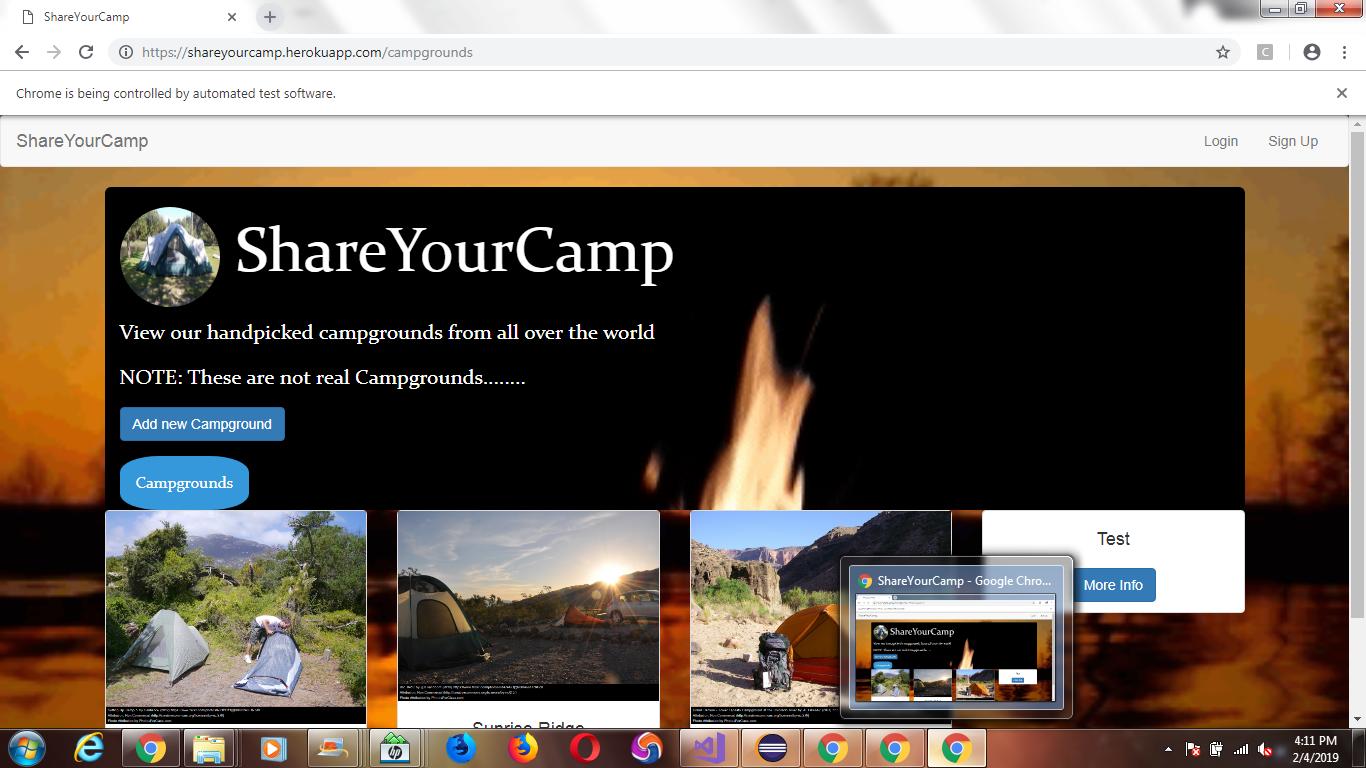 ShareYourCamp
https://shareyourcamp.herokuapp.com/campgrounds
C
Chrome is being controlled by automated test software.
ShareYourCamp
Login
Sign Up
ShareYourCamp
View our handpicked campgrounds from all over the world
NOTE: These are not real Campgrounds........
Add new Campground
Campgrounds
Test
More Info
Sunrise Ridge
ShareYourCamp - Google Chro...
ShareYourCamp
hp
4:11 PM
2/4/2019